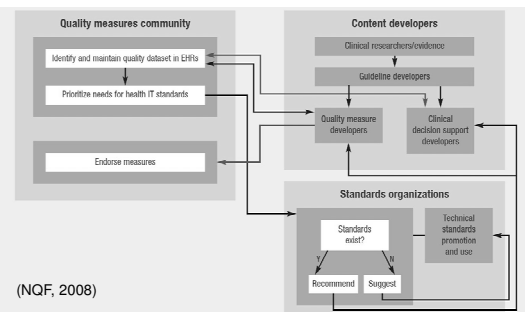 Quality measures community
Identify and maintain quality dataset in EHRs
Prioritize needs for health IT standards
Endorse measures
Content developers
Clinical researchers/evidence
Guideline developers
Quality measure
developers
Clinical
decision support
developers
Standards organizations
Standards
exist?
Y
N
Recommend
Suggest
Technical
standards
promotion
and use
(NQF, 2008)